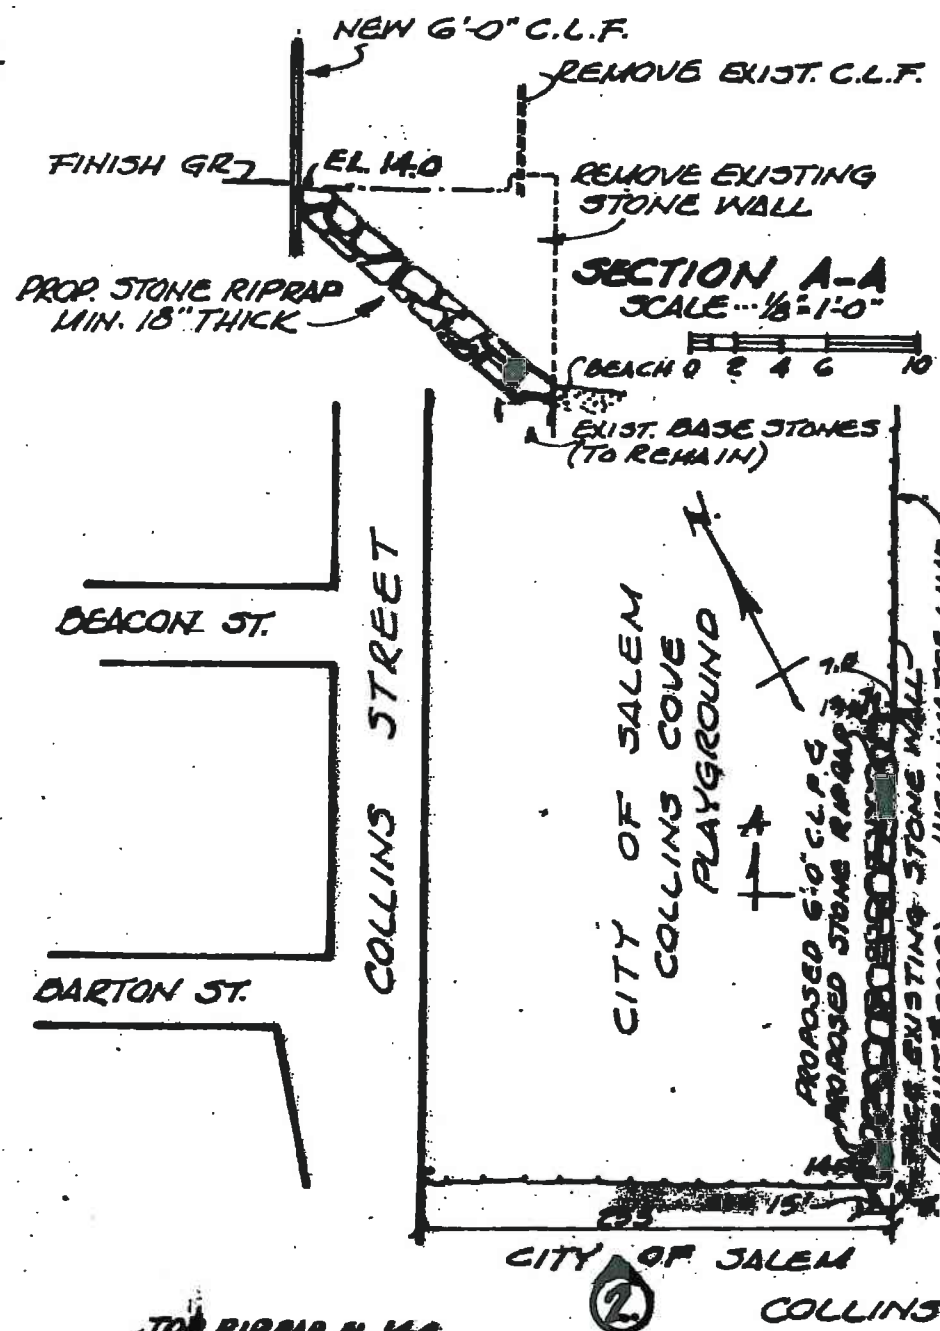 NEW 6'-0" C.L.F.
REMOVE EXIST. C.L.F.
FINISH GR
EL. 14.0
REMOVE EXISTING
STONE WALL
SECTION A-A
SCALE ... 1/8"=1'-0"
PROP. STONE RIPRAP
MIN. 18" THICK
BEACH
0 2 4 6 10
EXIST. BASE STONES
(TO REMAIN)
BEACON ST.
COLLINS STREET
CITY OF SALEM
COLLINS COVE
PLAYGROUND
A
PROPOSED 6'-0" C.L.F. &
PROPOSED STONE RIPRAP
EXISTING STONE WALL
BARTON ST.
15'
233
CITY OF SALEM
2.
COLLINS
TOP RIPRAP